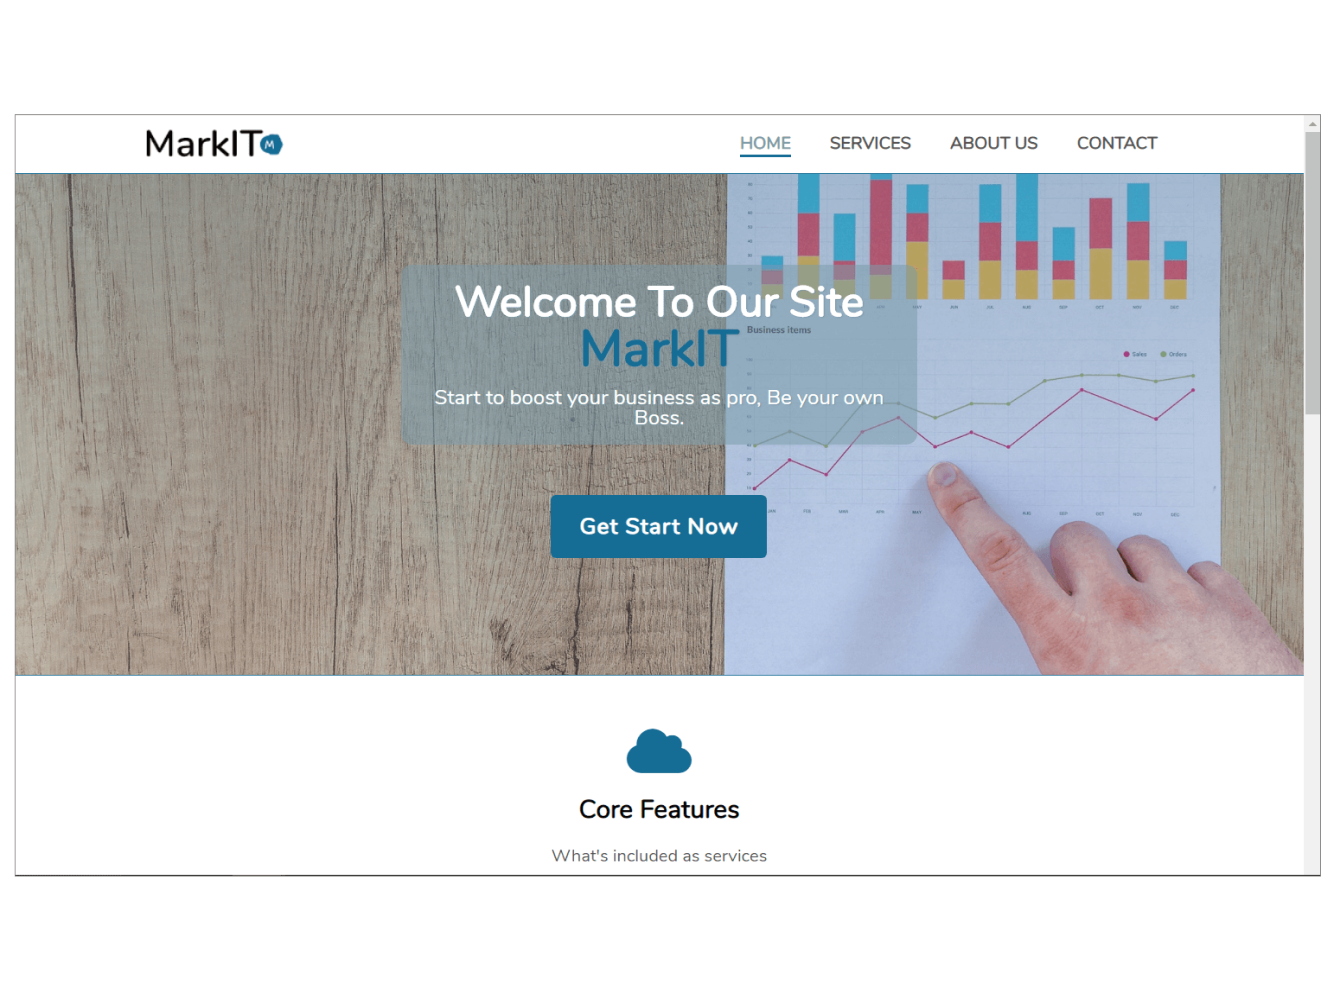 MarkIT M
HOME SERVICES ABOUT US CONTACT
Welcome To Our Site
MarkIT
Start to boost your business as pro, Be your own
Boss.
Business items
Sales Orders
Get Start Now
Core Features
What's included as services